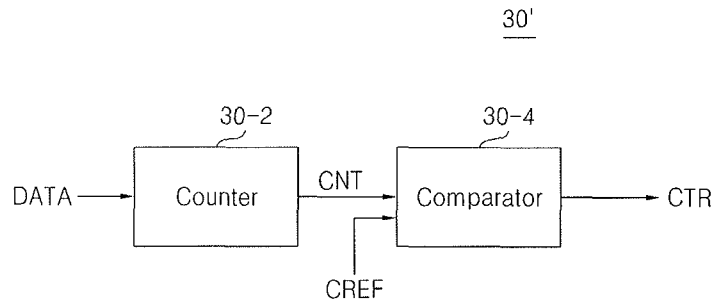 30'
30-2
30-4
DATA
Counter
CNT
Comparator
CTR
CREF